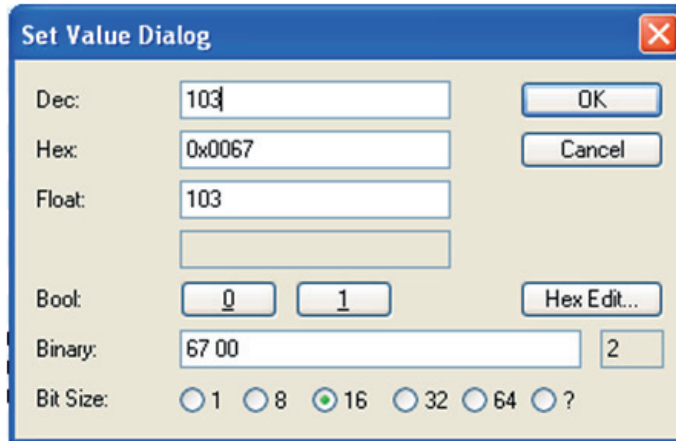 Set Value Dialog
Dec: 103 OK
Hex: 0x0067 Cancel
Float: 103
Bool: 0 1 Hex Edit...
Binary: 67 00 2
Bit Size: 1 8 16 32 64 ?